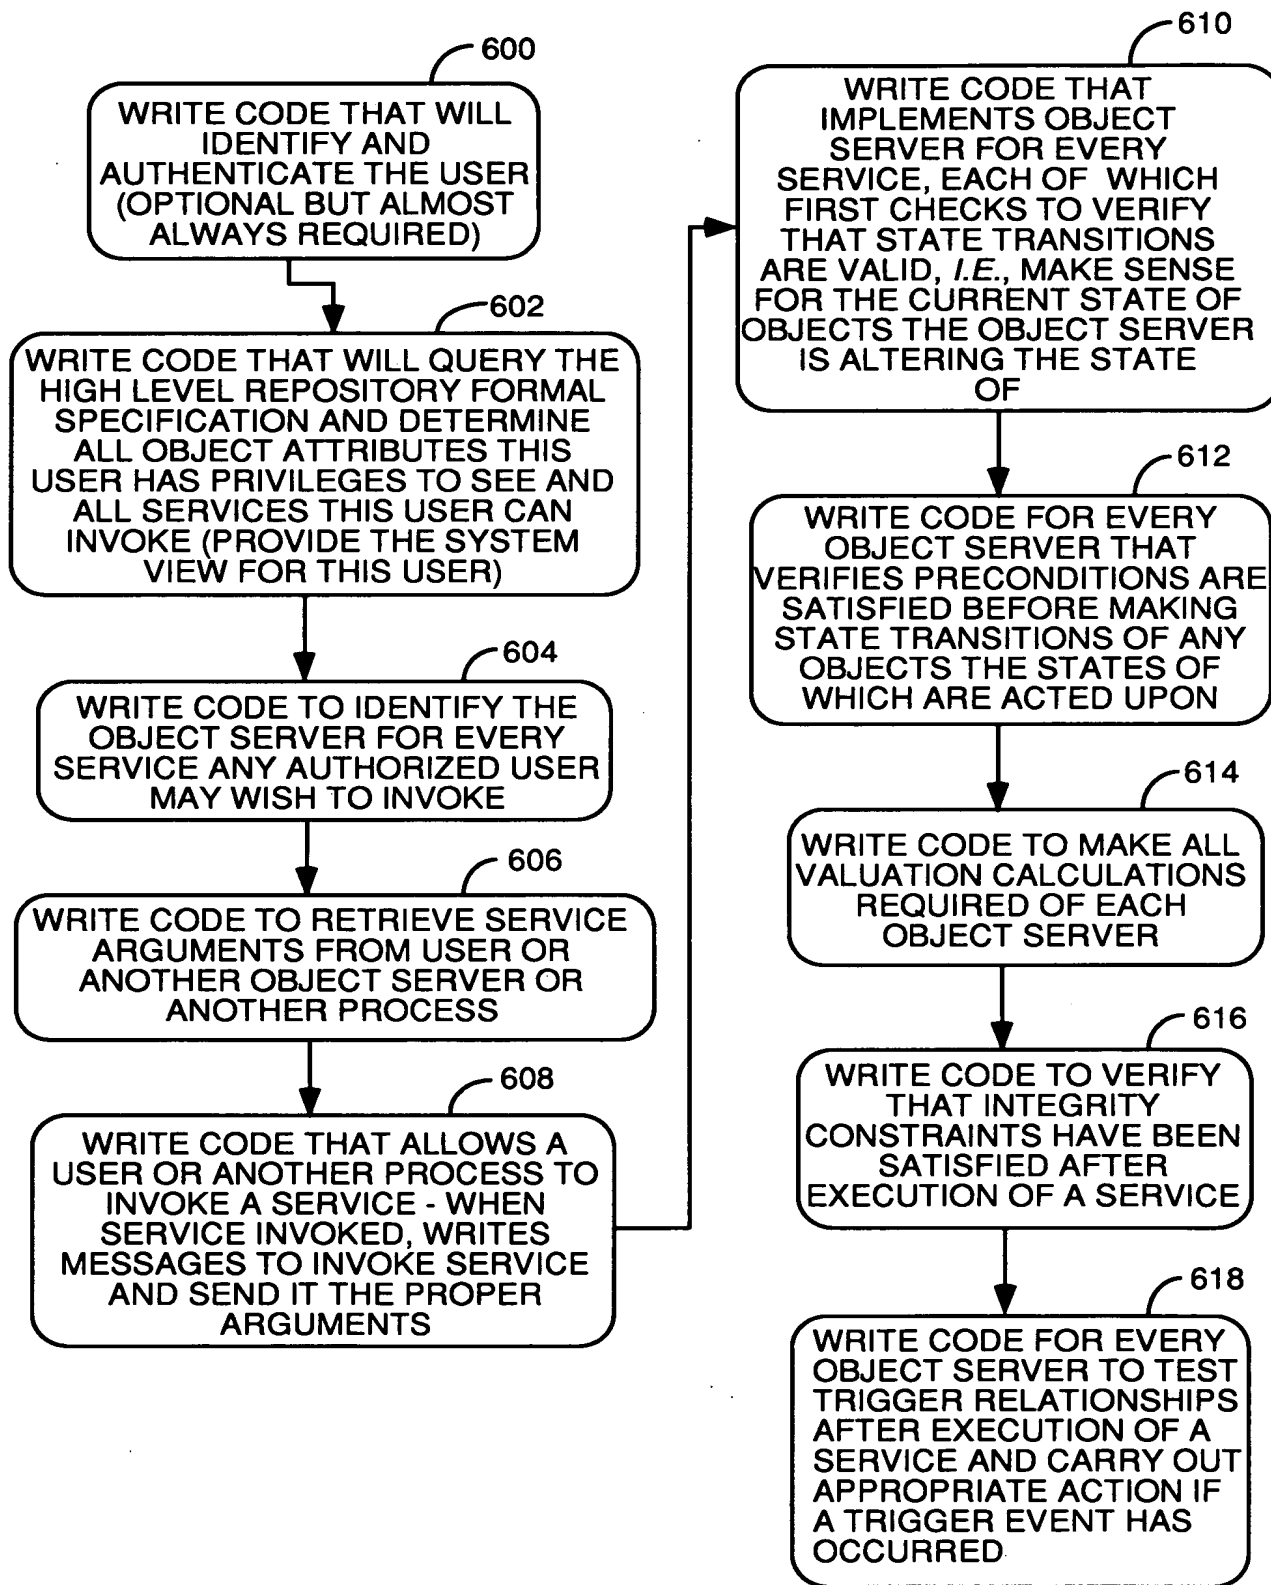 600
WRITE CODE THAT WILL
IDENTIFY AND
AUTHENTICATE THE USER
(OPTIONAL BUT ALMOST
ALWAYS REQUIRED)
602
WRITE CODE THAT WILL QUERY THE
HIGH LEVEL REPOSITORY FORMAL
SPECIFICATION AND DETERMINE
ALL OBJECT ATTRIBUTES THIS
USER HAS PRIVILEGES TO SEE AND
ALL SERVICES THIS USER CAN
INVOKE (PROVIDE THE SYSTEM
VIEW FOR THIS USER)
604
WRITE CODE TO IDENTIFY THE
OBJECT SERVER FOR EVERY
SERVICE ANY AUTHORIZED USER
MAY WISH TO INVOKE
606
WRITE CODE TO RETRIEVE SERVICE
ARGUMENTS FROM USER OR
ANOTHER OBJECT SERVER OR
ANOTHER PROCESS
608
WRITE CODE THAT ALLOWS A
USER OR ANOTHER PROCESS TO
INVOKE A SERVICE - WHEN
SERVICE INVOKED, WRITES
MESSAGES TO INVOKE SERVICE
AND SEND IT THE PROPER
ARGUMENTS
610
WRITE CODE THAT
IMPLEMENTS OBJECT
SERVER FOR EVERY
SERVICE, EACH OF WHICH
FIRST CHECKS TO VERIFY
THAT STATE TRANSITIONS
ARE VALID, I.E., MAKE SENSE
FOR THE CURRENT STATE OF
OBJECTS THE OBJECT SERVER
IS ALTERING THE STATE
OF
612
WRITE CODE FOR EVERY
OBJECT SERVER THAT
VERIFIES PRECONDITIONS ARE
SATISFIED BEFORE MAKING
STATE TRANSITIONS OF ANY
OBJECTS THE STATES OF
WHICH ARE ACTED UPON
614
WRITE CODE TO MAKE ALL
VALUATION CALCULATIONS
REQUIRED OF EACH
OBJECT SERVER
616
WRITE CODE TO VERIFY
THAT INTEGRITY
CONSTRAINTS HAVE BEEN
SATISFIED AFTER
EXECUTION OF A SERVICE
618
WRITE CODE FOR EVERY
OBJECT SERVER TO TEST
TRIGGER RELATIONSHIPS
AFTER EXECUTION OF A
SERVICE AND CARRY OUT
APPROPRIATE ACTION IF
A TRIGGER EVENT HAS
OCCURRED